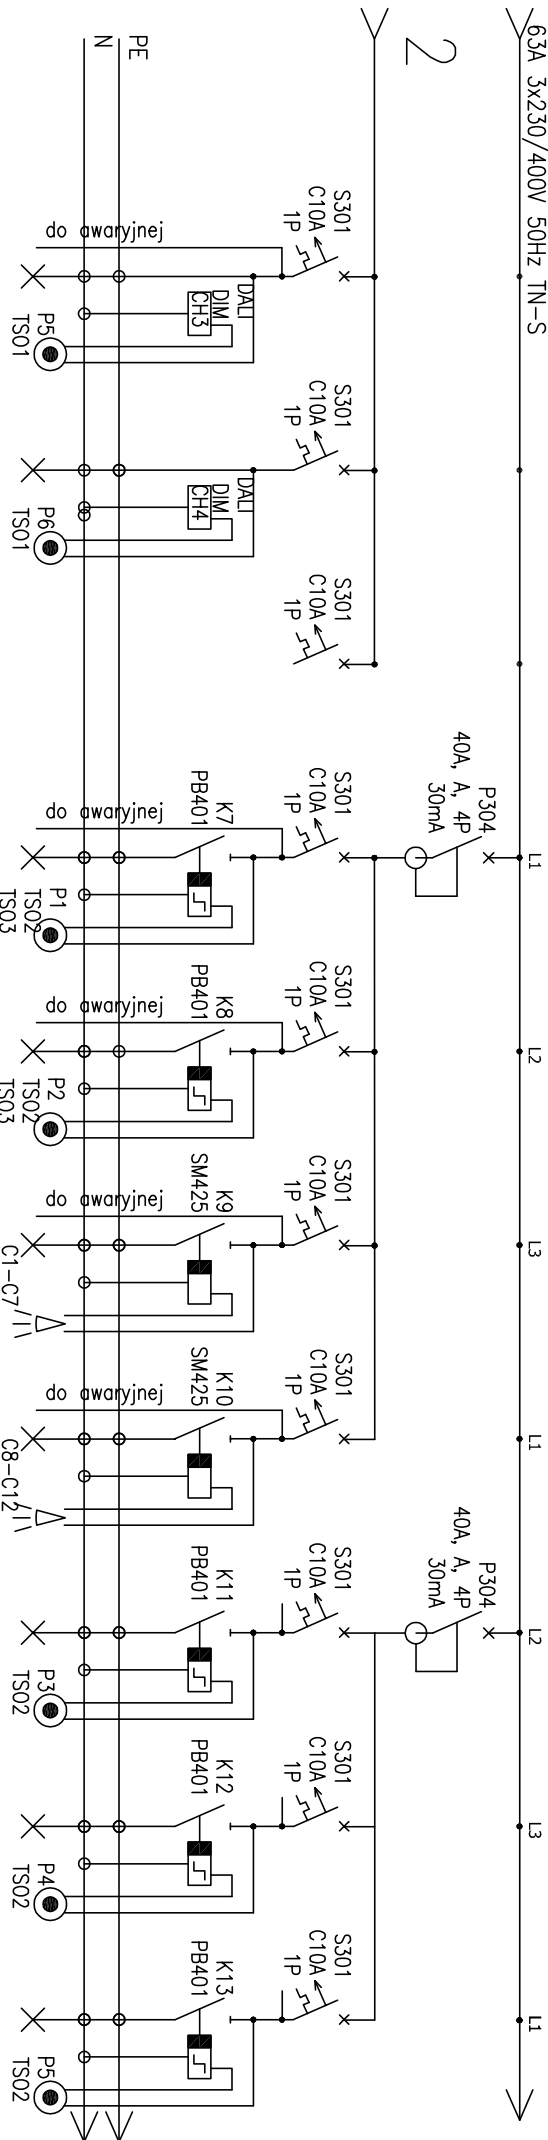 63A 3x230/400V 50Hz TN-S
L1
L2
L3
L1
L2
L3
L1
P304
40A, A, 4P
30mA
P304
40A, A, 4P
30mA
2
S301
C10A
1P
S301
C10A
1P
S301
C10A
1P
S301
C10A
1P
S301
C10A
1P
S301
C10A
1P
S301
C10A
1P
S301
C10A
1P
S301
C10A
1P
S301
C10A
1P
DALI
DIM
CH3
DALI
DIM
CH4
K7
PB401
K8
PB401
K9
SM425
K10
SM425
K11
PB401
K12
PB401
K13
PB401
PE
N
do awaryjnej
do awaryjnej
do awaryjnej
do awaryjnej
do awaryjnej
P5
TS01
P6
TS01
P1
TS02
TS03
P2
TS02
TS03
C1-C7
C8-C12
P3
TS02
P4
TS02
P5
TS02